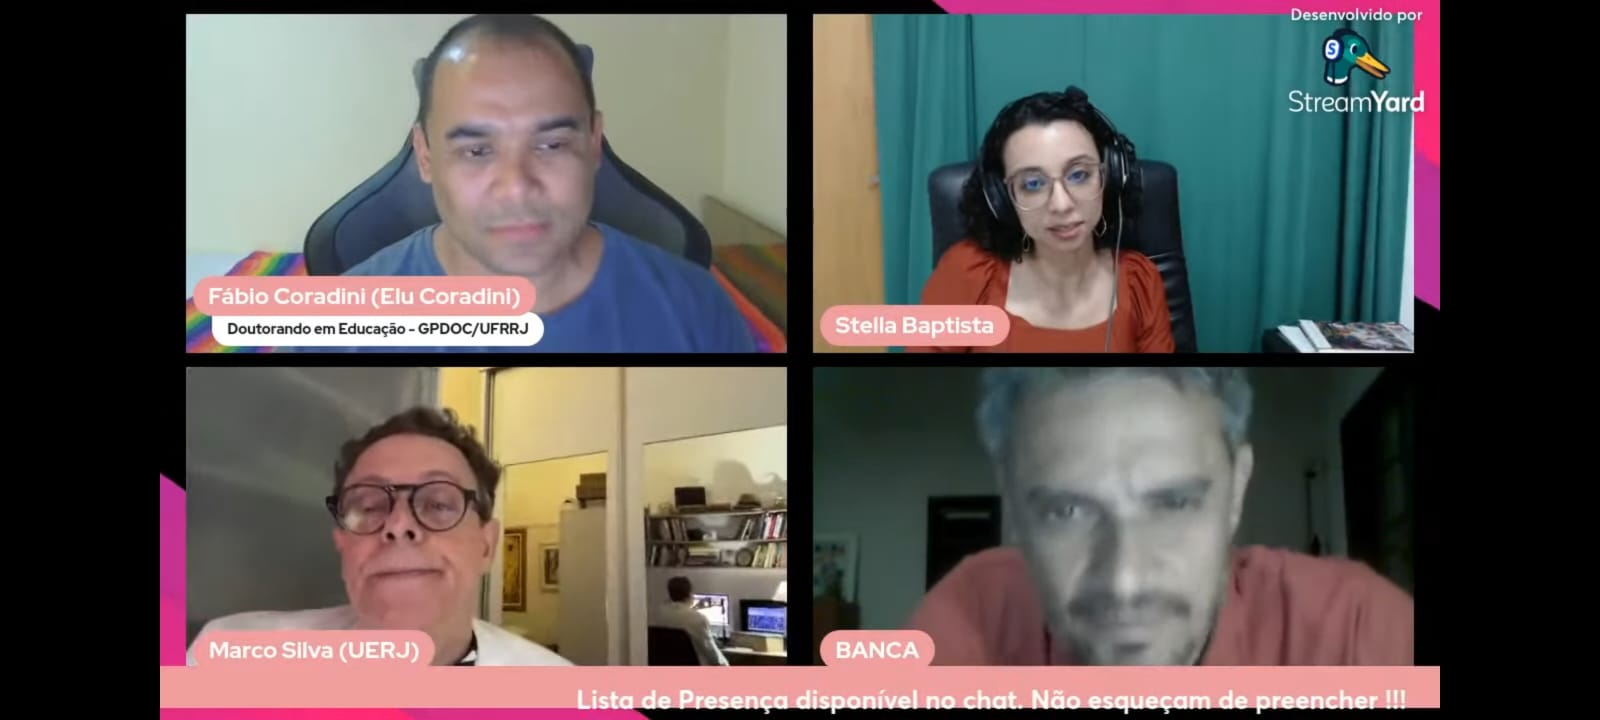 Desenvolvido por
S
StreamYard
Fábio Coradini (Elu Coradini)
Doutorando em Educação - GPDOC/UFRRJ
Stella Baptista
Marco Silva (UERJ)
BANCA
Lista de Presença disponível no chat. Não esqueçam de preencher !!!